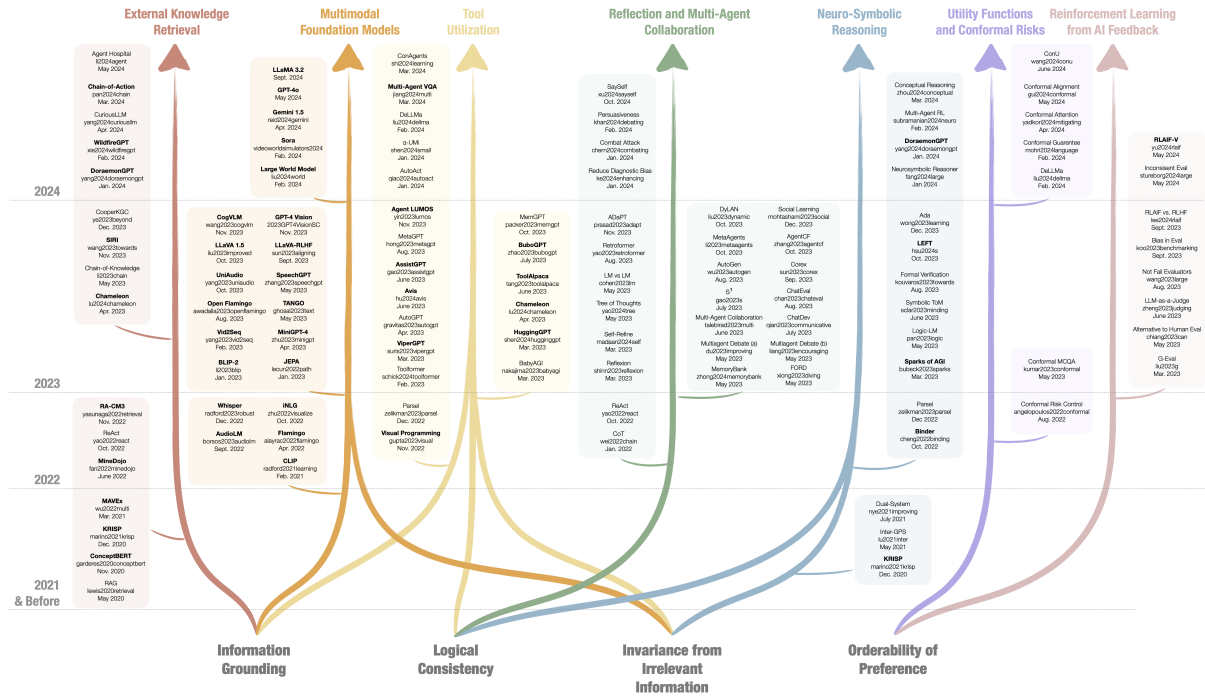 External Knowledge
Retrieval
Multimodal
Foundation Models
Tool
Utilization
Reflection and Multi-Agent
Collaboration
Neuro-Symbolic
Reasoning
Utility Functions
and Conformal Risks
Reinforcement Learning
from AI Feedback
Agent Hospital
li2024agent
May 2024
Chain-of-Action
pan2024chain
Mar. 2024
CuriousLLM
yang2024curiousllm
Apr. 2024
WildfireGPT
xie2024wildfiregpt
Feb. 2024
DoraemonGPT
yang2024doraemongpt
Jan. 2024
LLaMA 3.2
Sept. 2024
GPT-4o
May 2024
Gemini 1.5
reid2024gemini
Apr. 2024
Sora
videoworldsimulators2024
Feb. 2024
Large World Model
liu2024world
Feb. 2024
ConAgents
shi2024learning
Mar. 2024
Multi-Agent VQA
jiang2024multi
Mar. 2024
DeLLMa
liu2024dellma
Feb. 2024
α-UMi
shen2024small
Jan. 2024
AutoAct
qiao2024autoact
Jan. 2024
SaySelf
xu2024sayself
Oct. 2024
Persuasiveness
khan2024debating
Feb. 2024
Combat Attack
chern2024combating
Jan. 2024
Reduce Diagnostic Bias
ke2024enhancing
Jan. 2024
Conceptual Reasoning
zhou2024conceptual
Mar. 2024
Multi-Agent RL
subramanian2024neuro
Feb. 2024
DoraemonGPT
yang2024doraemongpt
Jan. 2024
Neurosymbolic Reasoner
fang2024large
Jan. 2024
ConU
wang2024conu
June 2024
Conformal Alignment
gui2024conformal
May 2024
Conformal Attention
yadkori2024mitigating
Apr. 2024
Conformal Guarentee
mohri2024language
Feb. 2024
DeLLMa
liu2024dellma
Feb. 2024
RLAIF-V
yu2024rlaif
May 2024
Inconsisent Eval
stureborg2024large
May 2024
2024
CooperKGC
ye2023beyond
Dec. 2023
SIRI
wang2023towards
Nov. 2023
Chain-of-Knowledge
li2023chain
May 2023
Chameleon
lu2024chameleon
Apr. 2023
CogVLM
wang2023cogvlm
Nov. 2023
LLaVA 1.5
liu2023improved
Oct. 2023
UniAudio
yang2023uniaudio
Oct. 2023
Open Flamingo
awadalla2023openflamingo
Aug. 2023
Vid2Seq
yang2023vid2seq
Feb. 2023
BLIP-2
li2023blip
Jan. 2023
GPT-4 Vision
2023GPT4VisionSC
Nov. 2023
LLaVA-RLHF
sun2023aligning
Sept. 2023
SpeechGPT
zhang2023speechgpt
May 2023
TANGO
ghosal2023text
May 2023
MiniGPT-4
zhu2023minigpt
Apr. 2023
JEPA
lecun2022path
Jan. 2023
Agent LUMOS
yin2023lumos
Nov. 2023
MetaGPT
hong2023metagpt
Aug. 2023
AssistGPT
gao2023assistgpt
June 2023
Avis
hu2024avis
June 2023
AutoGPT
gravitas2023autogpt
Apr. 2023
ViperGPT
suris2023vipergpt
Mar. 2023
Toolformer
schick2024toolformer
Feb. 2023
MemGPT
packer2023memgpt
Oct. 2023
BuboGPT
zhao2023bubogpt
July 2023
ToolAlpaca
tang2023toolalpaca
June 2023
Chameleon
lu2024chameleon
Apr. 2023
HuggingGPT
shen2024hugginggpt
Mar. 2023
BabyAGI
nakajima2023babyagi
Mar. 2023
ADaPT
prasad2023adapt
Nov. 2023
Retroformer
yao2023retroformer
Aug. 2023
LM vs LM
cohen2023lm
May 2023
Tree of Thoughts
yao2024tree
May 2023
Self-Refine
madaan2024self
Mar. 2023
Reflexion
shinn2023reflexion
Mar. 2023
DyLAN
liu2023dynamic
Oct. 2023
MetaAgents
li2023metaagents
Oct. 2023
AutoGen
wu2023autogen
Aug. 2023
S³
gao2023s
July 2023
Multi-Agent Collaboration
talebirad2023multi
June 2023
Multiagent Debate (a)
du2023improving
May 2023
MemoryBank
zhong2024memorybank
May 2023
Social Learning
mohtashami2023social
Dec. 2023
AgentCF
zhang2023agentcf
Oct. 2023
Corex
sun2023corex
Sep. 2023
ChatEval
chan2023chateval
Aug. 2023
ChatDev
qian2023communicative
July 2023
Multiagent Debate (b)
liang2023encouraging
May 2023
FORD
xiong2023diving
May 2023
Ada
wong2023learning
Dec. 2023
LEFT
hsu2024s
Oct. 2023
Formal Verification
kouvaros2023towards
Aug. 2023
Symbolic ToM
sclar2023minding
June 2023
Logic-LM
pan2023logic
May 2023
Sparks of AGI
bubeck2023sparks
Mar. 2023
Conformal MCQA
kumar2023conformal
May 2023
RLAIF vs. RLHF
lee2024rlaif
Sept. 2023
Bias in Eval
koo2023benchmarking
Sept. 2023
Not Fail Evaluators
wang2023large
Aug. 2023
LLM-as-a-Judge
zheng2023judging
June 2023
Alternative to Human Eval
chiang2023can
May 2023
G-Eval
liu2023g
Mar. 2023
2023
RA-CM3
yasunaga2022retrieval
Nov. 2022
ReAct
yao2022react
Oct. 2022
MineDojo
fan2022minedojo
June 2022
Whisper
radford2023robust
Dec. 2022
AudioLM
borsos2023audiolm
Sept. 2022
iNLG
zhu2022visualize
Oct. 2022
Flamingo
alayrac2022flamingo
Apr. 2022
CLIP
radford2021learning
Feb. 2021
Parsel
zelikman2023parsel
Dec. 2022
Visual Programming
gupta2023visual
Nov. 2022
ReAct
yao2022react
Oct. 2022
CoT
wei2022chain
Jan. 2022
Parsel
zelikman2023parsel
Dec. 2022
Binder
cheng2022binding
Oct. 2022
Conformal Risk Control
angelopoulos2022conformal
Aug. 2022
2022
MAVEx
wu2022multi
Mar. 2021
KRISP
marino2021krisp
Dec. 2020
ConceptBERT
garderes2020conceptbert
Nov. 2020
RAG
lewis2020retrieval
May 2020
Dual-System
nye2021improving
July 2021
Inter-GPS
lu2021inter
May 2021
KRISP
marino2021krisp
Dec. 2020
2021
& Before
Information
Grounding
Logical
Consistency
Invariance from
Irrelevant
Information
Orderability of
Preference